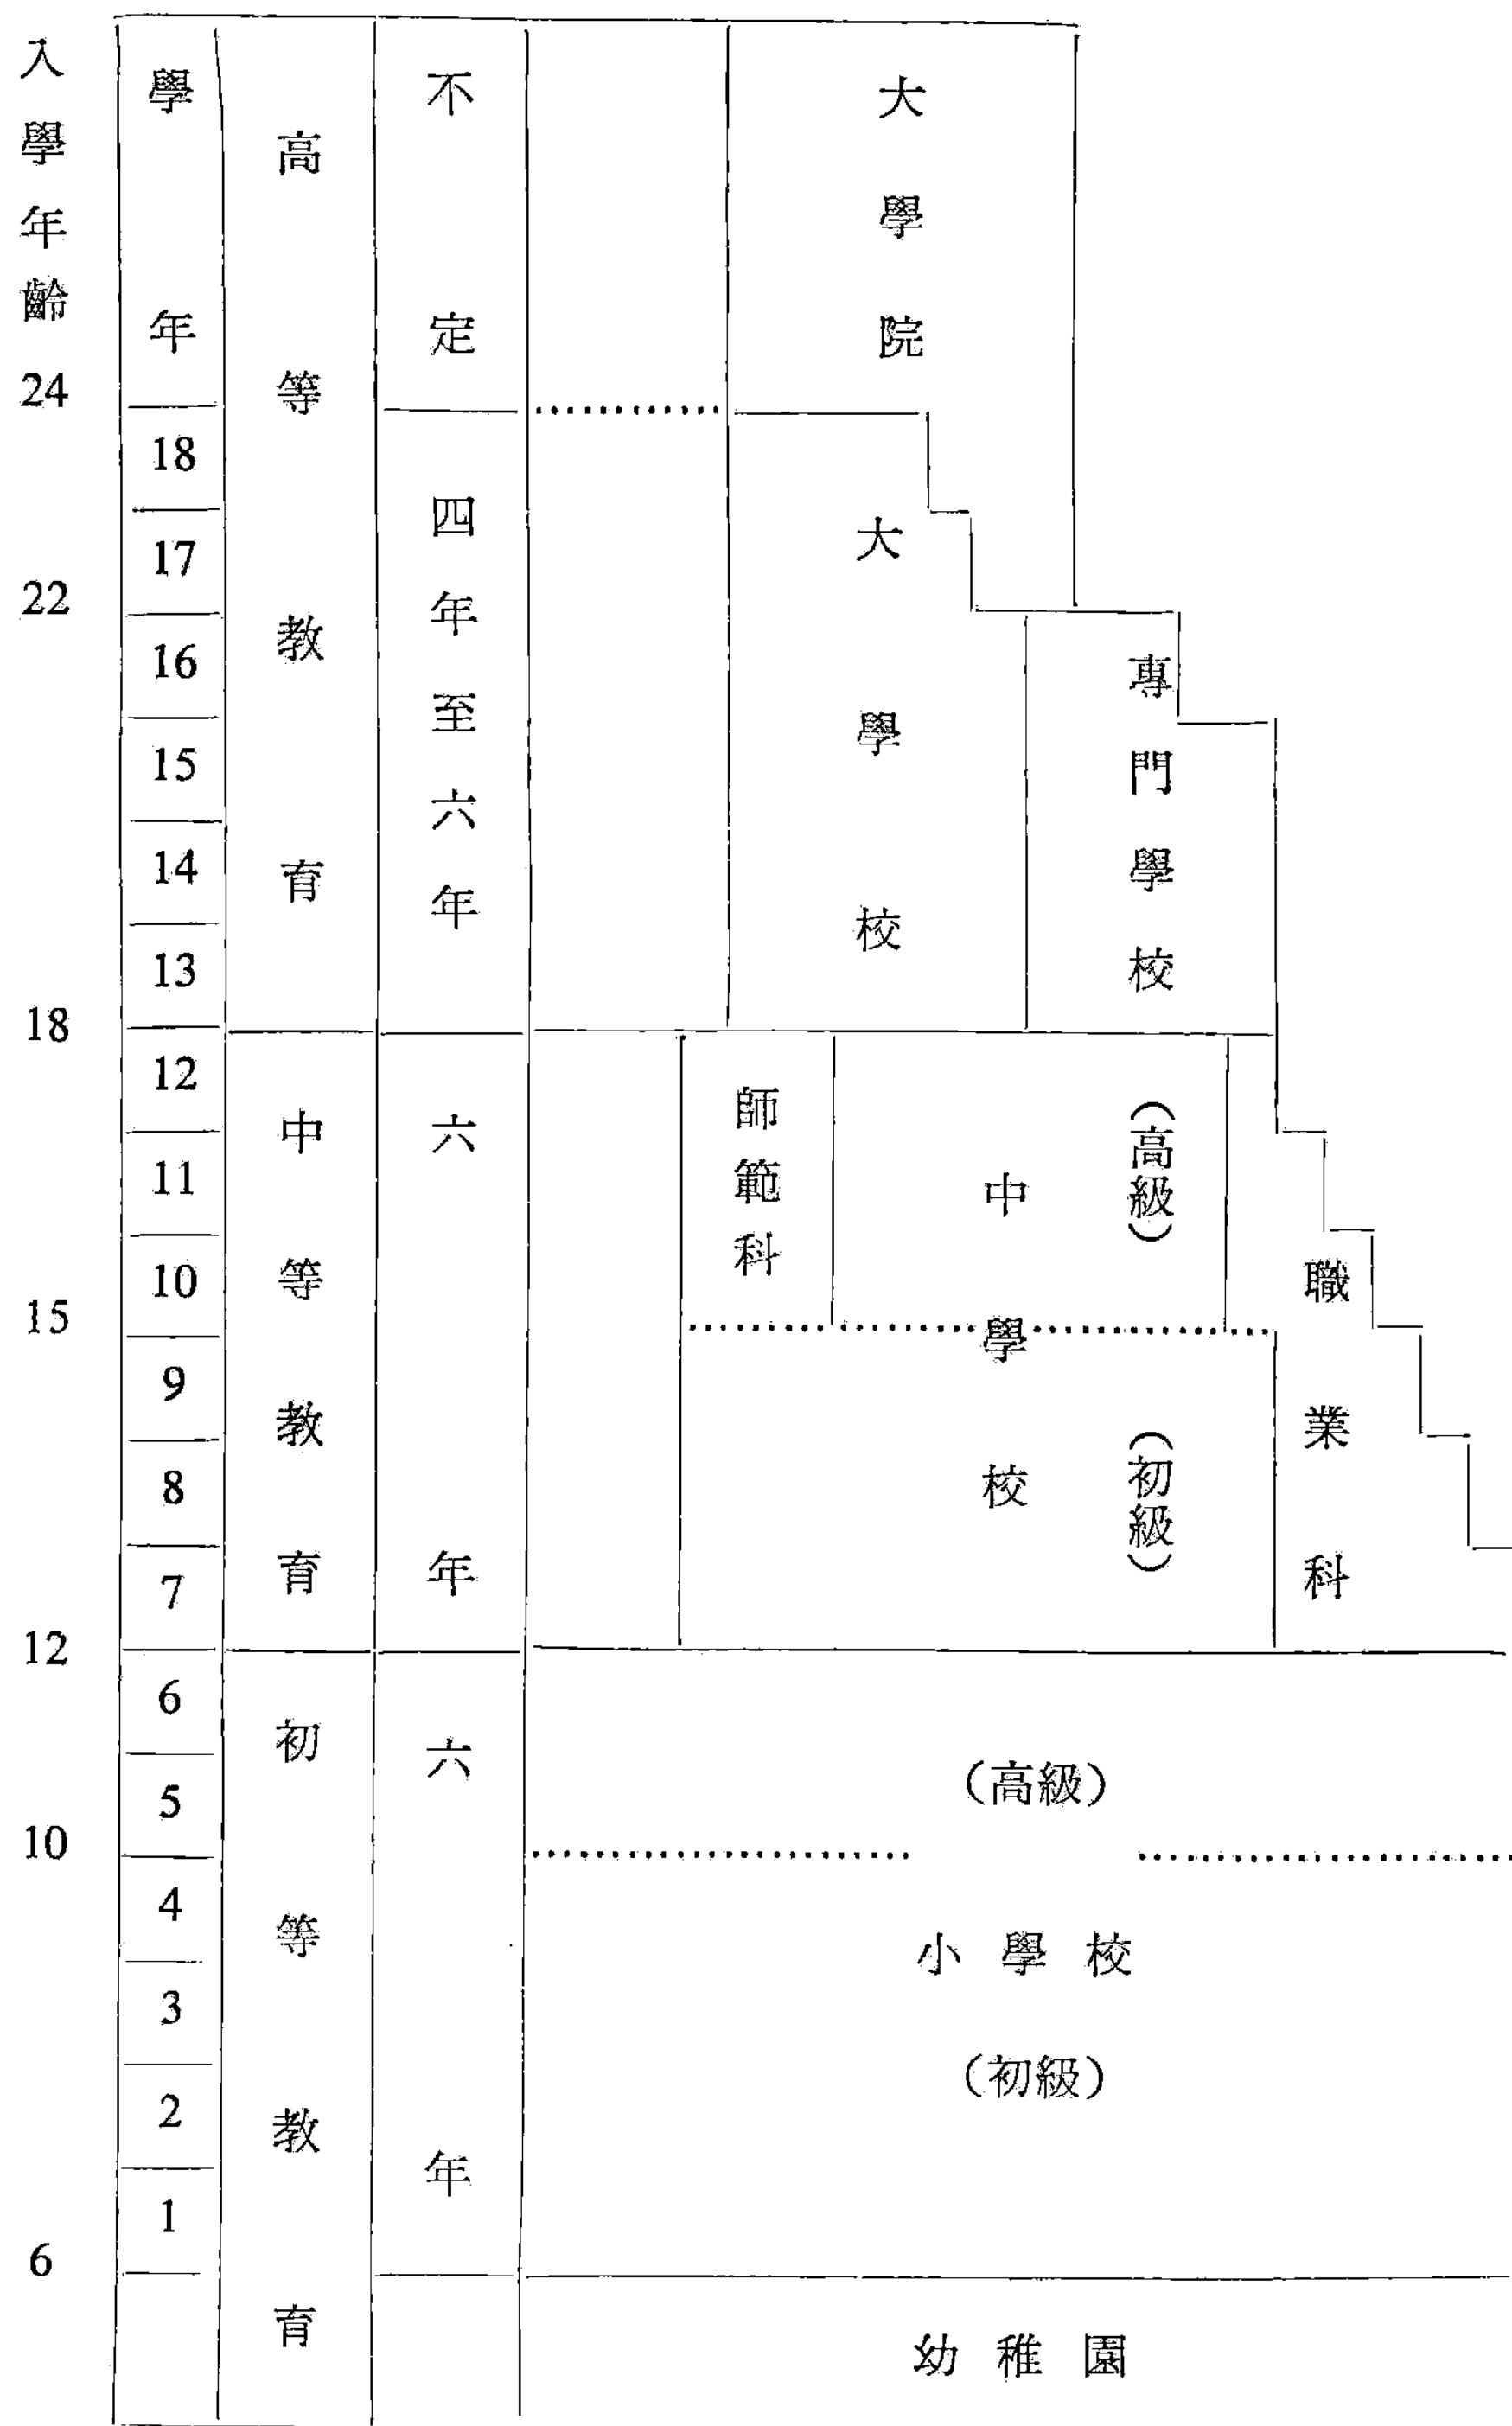 入學年齡
24
22
18
15
12
10
6
學年
18
17
16
15
14
13
12
11
10
9
8
7
6
5
4
3
2
1
高等教育
中等教育
初等教育
不定
四年至六年
六年
六年
大學院
大學校
專門學校
師範科
中學校
(高級)
(初級)
職業科
(高級)
小學校
(初級)
幼稚園